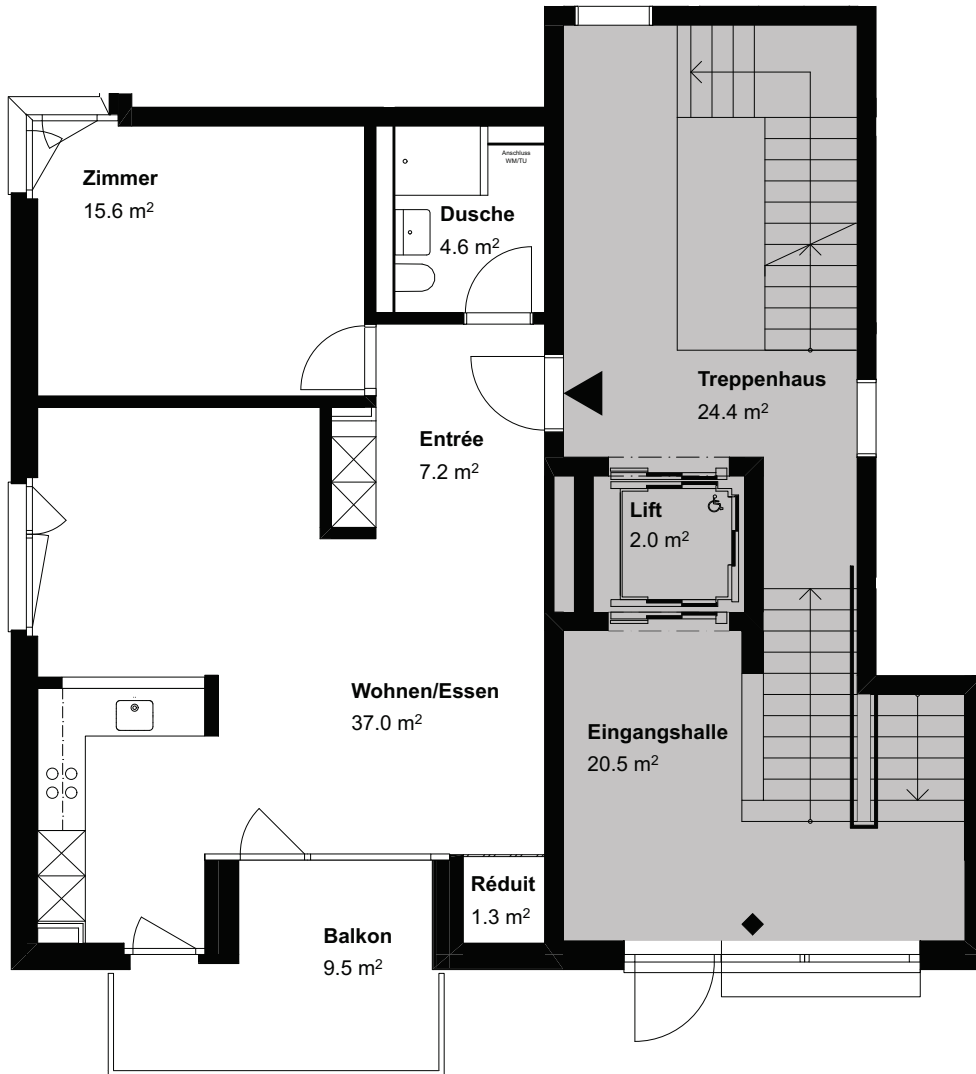 Anschluss
WM/TU
Zimmer
15.6 m²
Dusche
4.6 m²
Treppenhaus
24.4 m²
Entrée
7.2 m²
Lift
2.0 m²
Wohnen/Essen
37.0 m²
Eingangshalle
20.5 m²
Réduit
1.3 m²
Balkon
9.5 m²